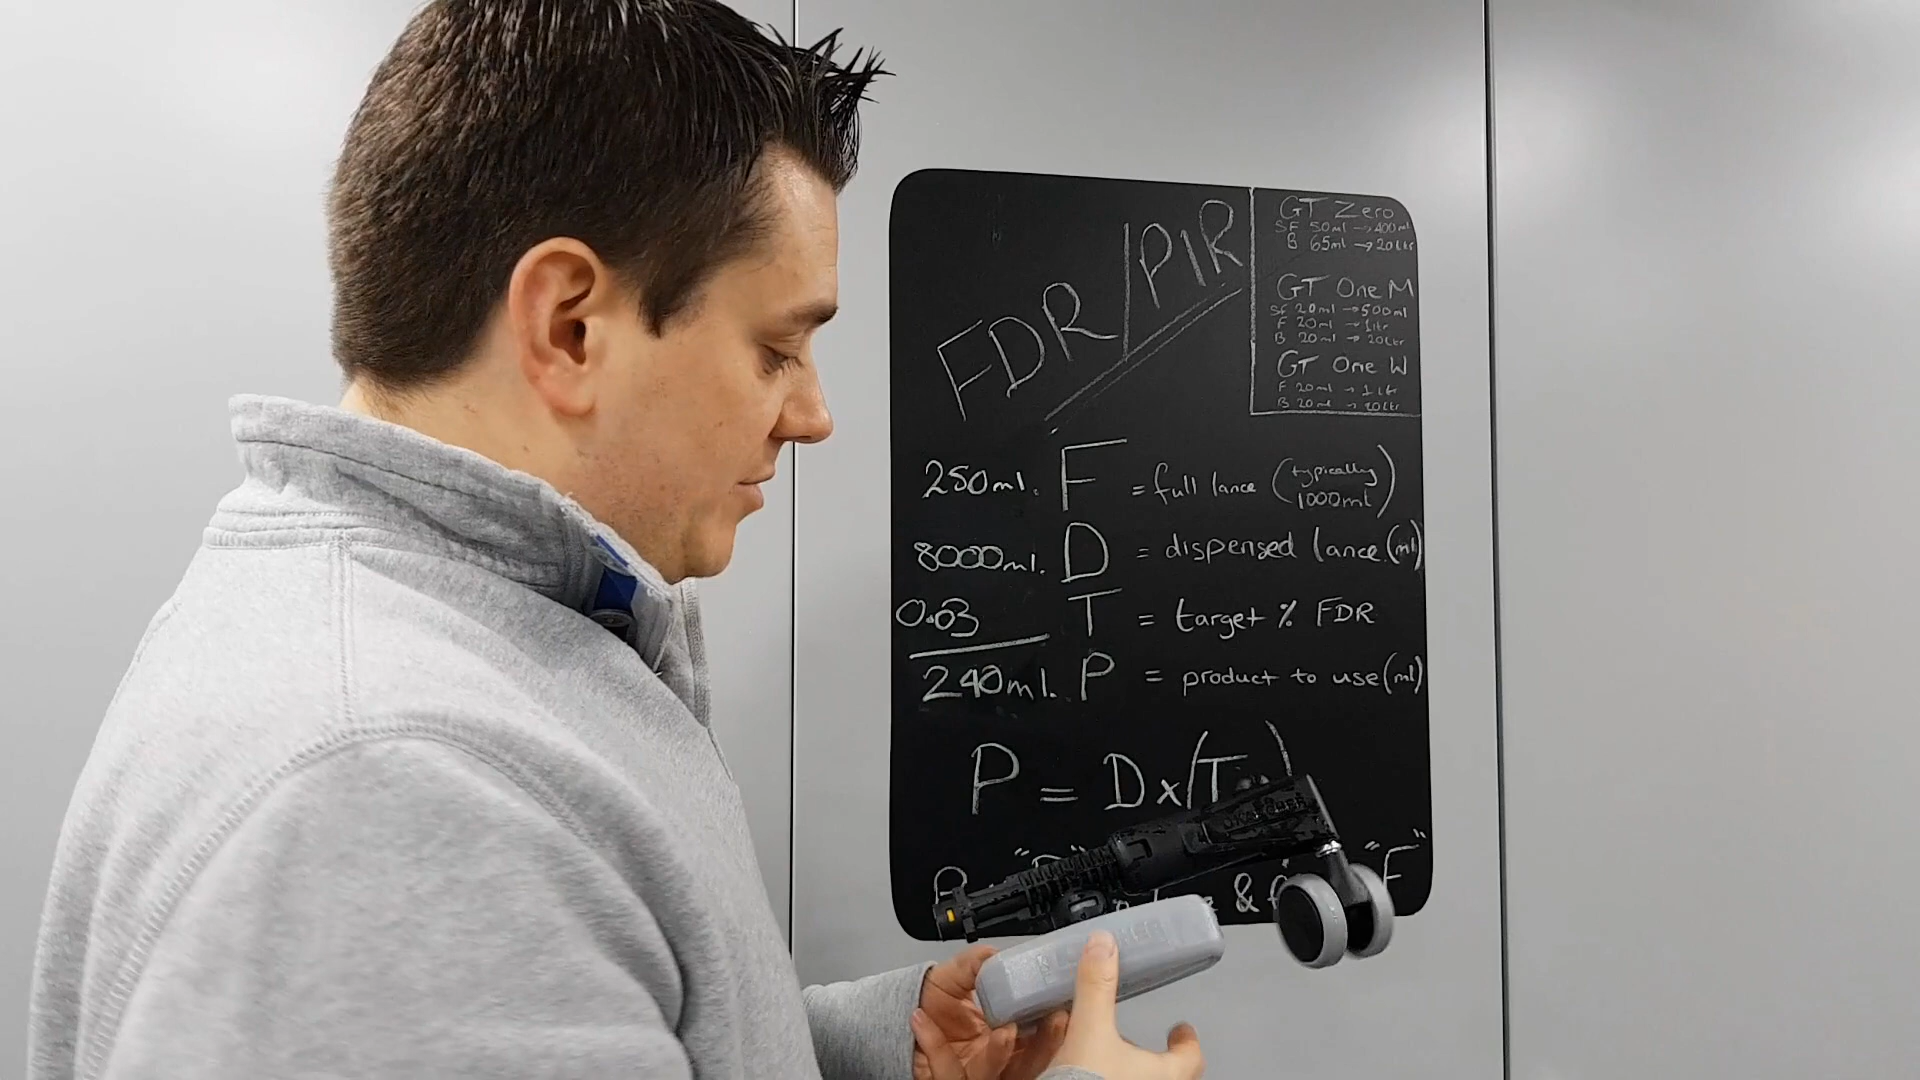 FDR/PIR
GT Zero
SF 50ml → 400ml
B 65ml → 20ltr
GT One M
SF 20ml → 500ml
F 20ml → 1ltr
B 20ml → 20ltr
GT One W
F 20ml → 1ltr
B 20ml → 20ltr
250ml. F = full lance (typically 1000ml)
8000ml. D = dispensed lance (ml)
0.03 T = target % FDR
240ml. P = product to use (ml)
P = D x (T )
& "F"